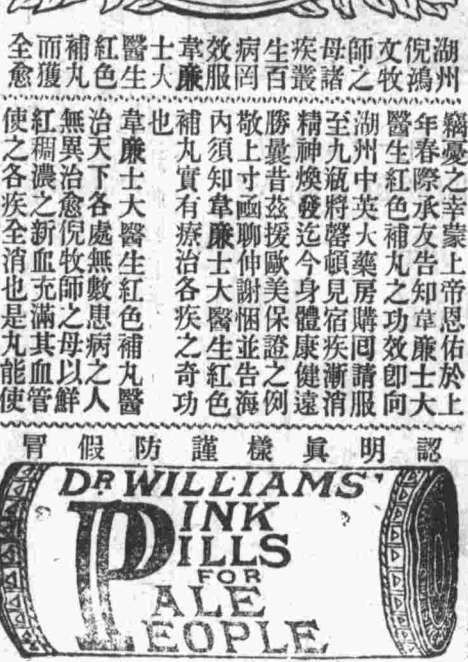 湖州
倪鴻
文牧
師之
母諸
疾叢
生百
病罔
效服
韋廉
士大
醫生
紅色
補丸
而獲
全愈
竊憂之幸蒙上帝恩佑於上
年春際承友告知韋廉士大
醫生紅色補丸之功效卽向
湖州中英大藥房購囘請服
至九瓶將罄頓見宿疾漸消
精神煥發迄今身體康健遠
勝曩昔茲援歐美保證之例
敬上寸凾聊伸謝悃並告海
內須知韋廉士大醫生紅色
補丸實有療治各疾之奇功
也
韋廉士大醫生紅色補丸醫
治天下各處無數患病之人
無異治愈倪牧師之母以鮮
紅稠濃之新血充滿其血管
使之各疾全消也是丸能使
認明眞樣謹防假冒
DR WILLIAMS'
PINK
PILLS
FOR
PALE
PEOPLE